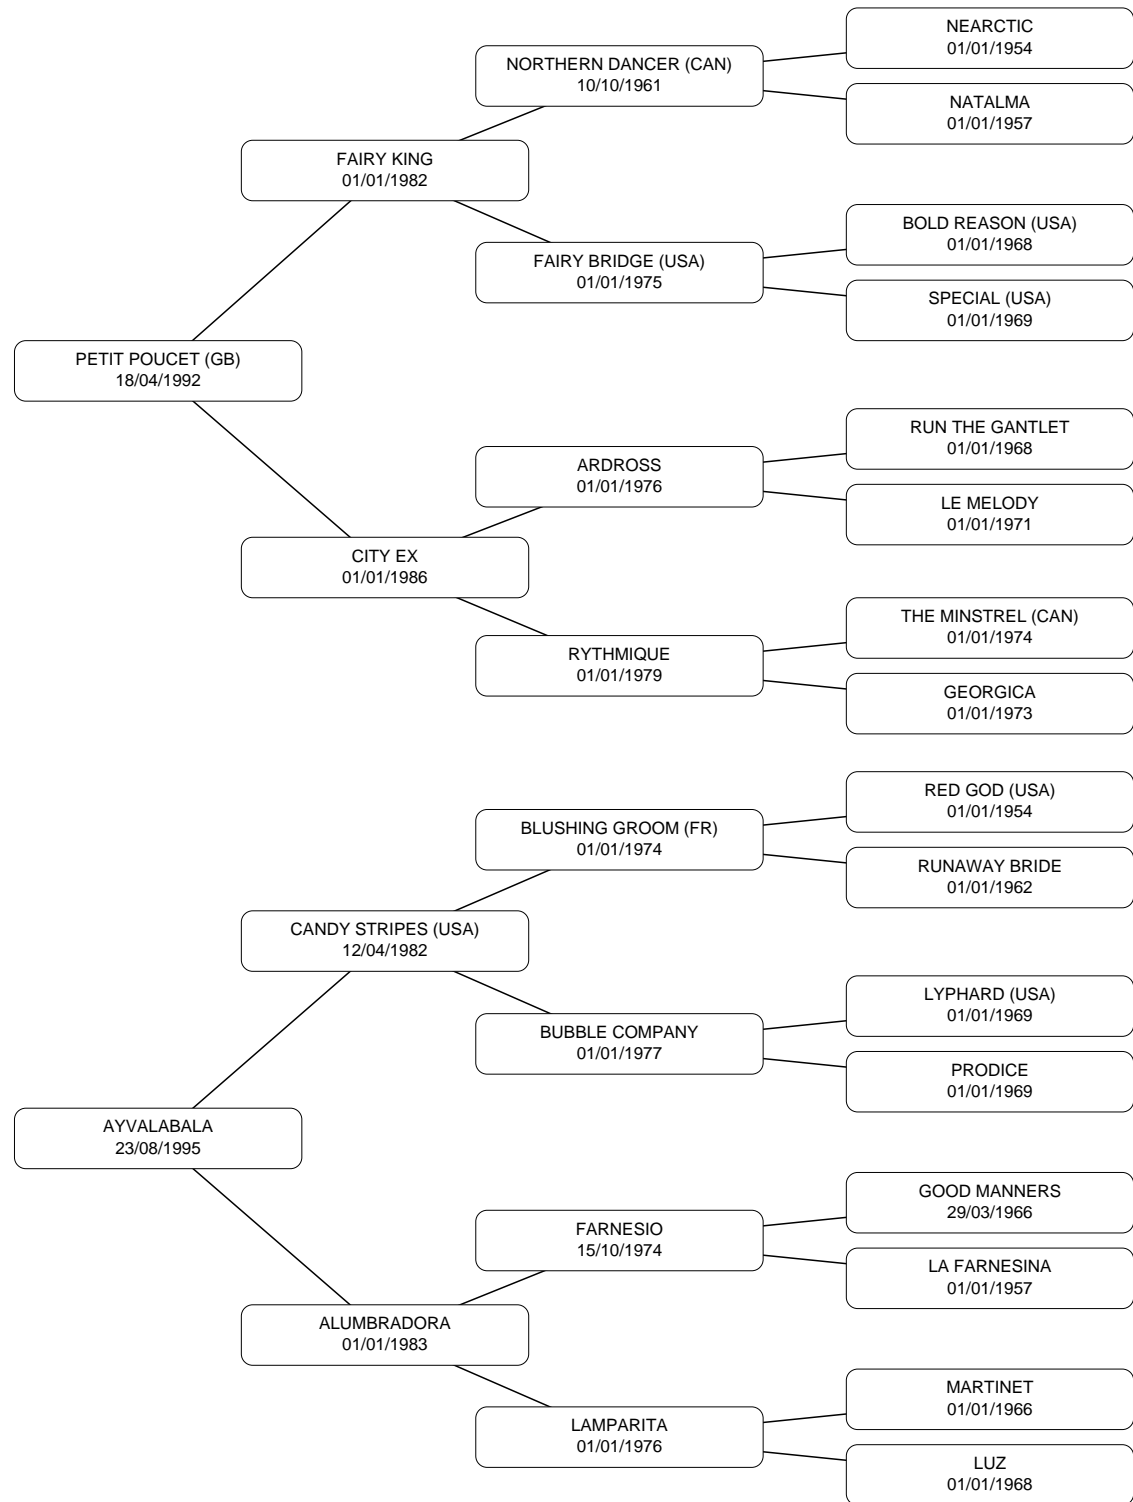 NEARCTIC
01/01/1954
NORTHERN DANCER (CAN)
10/10/1961
NATALMA
01/01/1957
FAIRY KING
01/01/1982
BOLD REASON (USA)
01/01/1968
FAIRY BRIDGE (USA)
01/01/1975
SPECIAL (USA)
01/01/1969
PETIT POUCET (GB)
18/04/1992
RUN THE GANTLET
01/01/1968
ARDROSS
01/01/1976
LE MELODY
01/01/1971
CITY EX
01/01/1986
THE MINSTREL (CAN)
01/01/1974
RYTHMIQUE
01/01/1979
GEORGICA
01/01/1973
RED GOD (USA)
01/01/1954
BLUSHING GROOM (FR)
01/01/1974
RUNAWAY BRIDE
01/01/1962
CANDY STRIPES (USA)
12/04/1982
LYPHARD (USA)
01/01/1969
BUBBLE COMPANY
01/01/1977
PRODICE
01/01/1969
AYVALABALA
23/08/1995
GOOD MANNERS
29/03/1966
FARNESIO
15/10/1974
LA FARNESINA
01/01/1957
ALUMBRADORA
01/01/1983
MARTINET
01/01/1966
LAMPARITA
01/01/1976
LUZ
01/01/1968